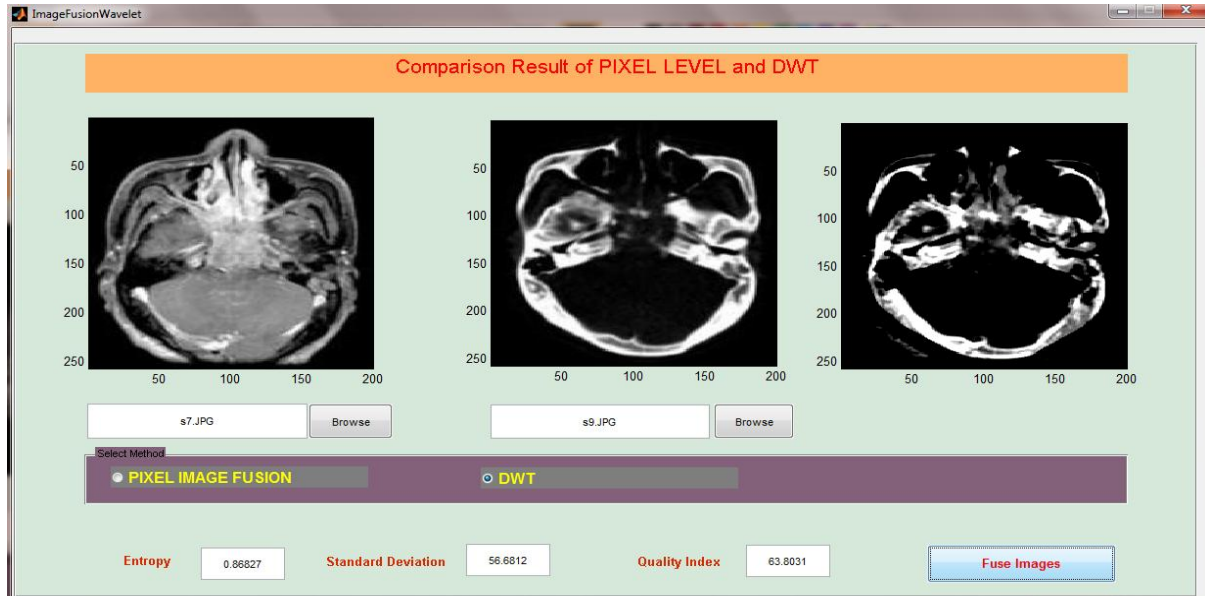 ImageFusionWavelet
Comparison Result of PIXEL LEVEL and DWT
50
100
150
200
250
50 100 150 200
50
100
150
200
250
50 100 150 200
50
100
150
200
250
50 100 150 200
s7.JPG Browse s9.JPG Browse
Select Method
PIXEL IMAGE FUSION DWT
Entropy 0.86827 Standard Deviation 56.6812 Quality Index 63.8031 Fuse Images